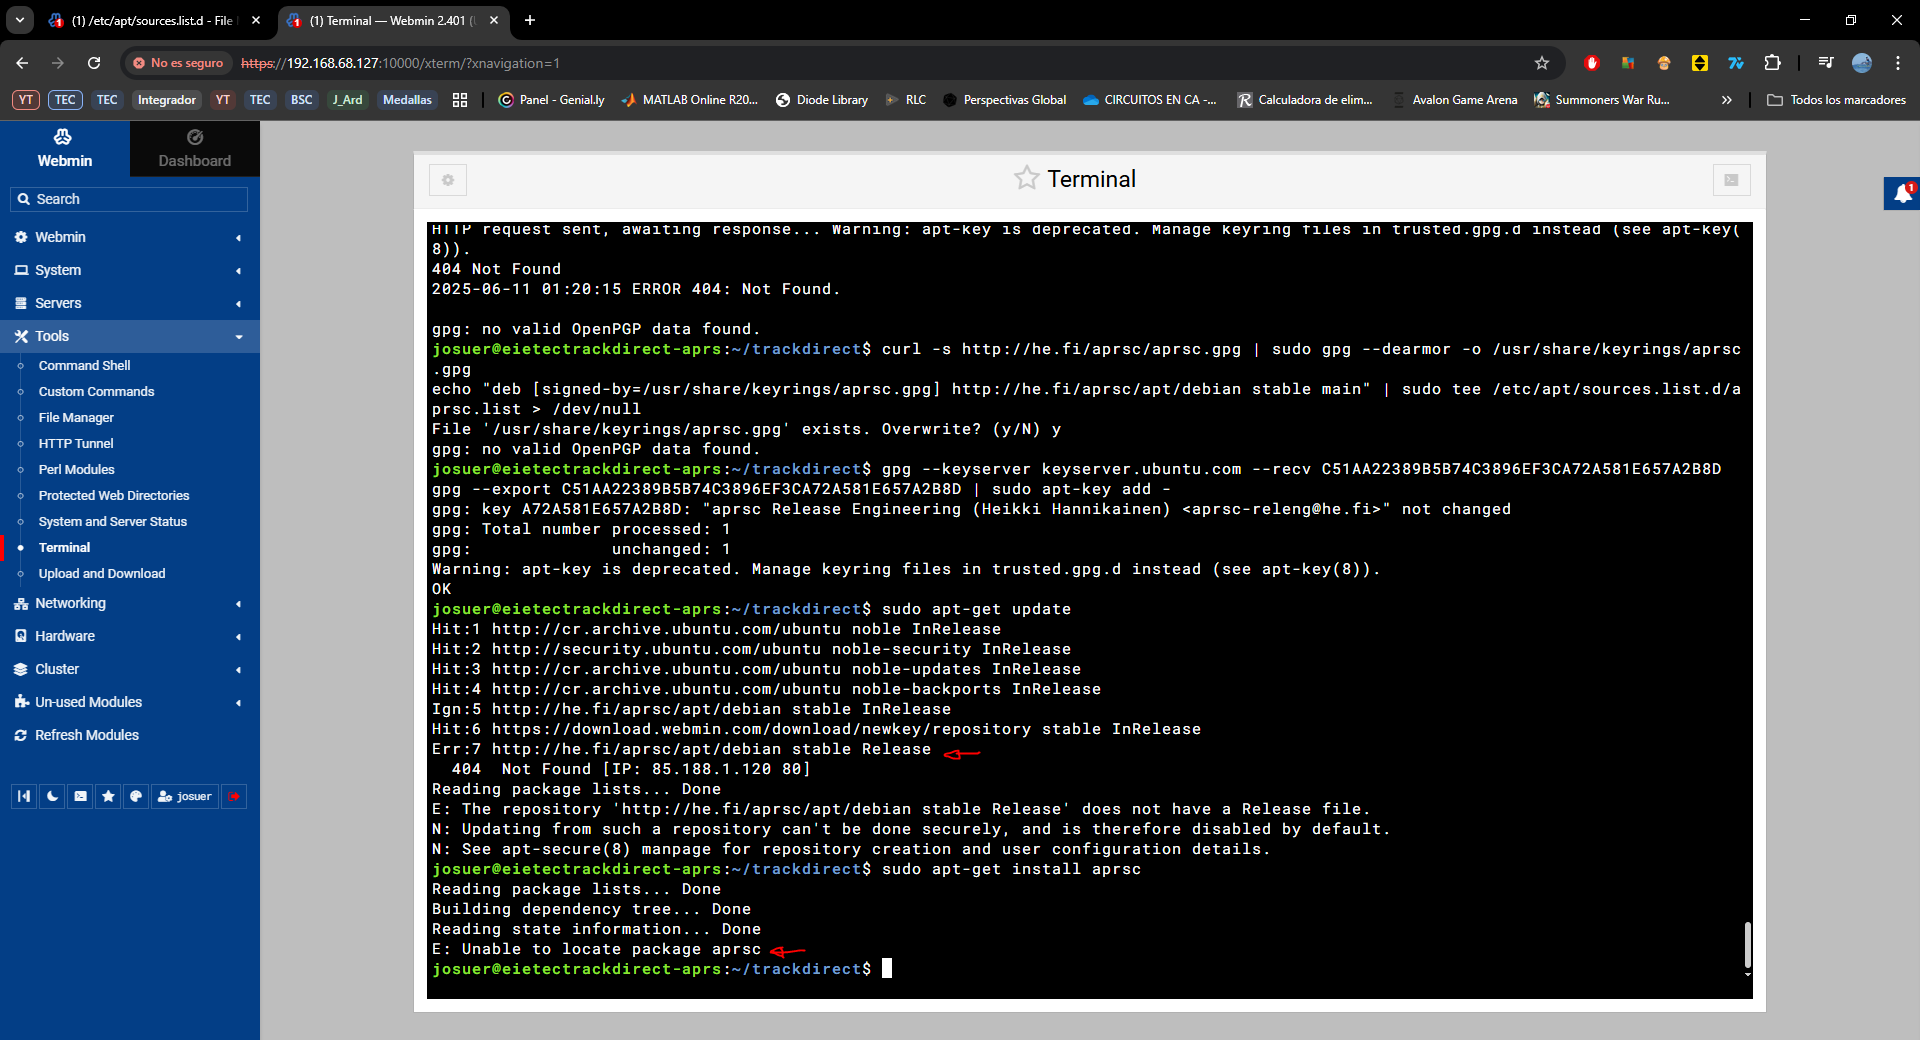 (1) /etc/apt/sources.list.d - File
(1) Terminal — Webmin 2.401 (
No es seguro
https://192.168.68.127:10000/xterm/?xnavigation=1
YT
TEC
TEC
Integrador
YT
TEC
BSC
J_Ard
Medallas
Panel - Genial.ly
MATLAB Online R20...
Diode Library
RLC
Perspectivas Global
CIRCUITOS EN CA -...
Calculadora de elim...
Avalon Game Arena
Summoners War Ru...
»
Todos los marcadores
Webmin
Dashboard
Search
Webmin
System
Servers
Tools
Command Shell
Custom Commands
File Manager
HTTP Tunnel
Perl Modules
Protected Web Directories
System and Server Status
Terminal
Upload and Download
Networking
Hardware
Cluster
Un-used Modules
Refresh Modules
josuer
Terminal
1
HTTP request sent, awaiting response... Warning: apt-key is deprecated. Manage keyring files in trusted.gpg.d instead (see apt-key(
8)).
404 Not Found
2025-06-11 01:20:15 ERROR 404: Not Found.
gpg: no valid OpenPGP data found.
josuer@eietectrackdirect-aprs:~/trackdirect$ curl -s http://he.fi/aprsc/aprsc.gpg | sudo gpg --dearmor -o /usr/share/keyrings/aprsc
.gpg
echo "deb [signed-by=/usr/share/keyrings/aprsc.gpg] http://he.fi/aprsc/apt/debian stable main" | sudo tee /etc/apt/sources.list.d/a
prsc.list > /dev/null
File '/usr/share/keyrings/aprsc.gpg' exists. Overwrite? (y/N) y
gpg: no valid OpenPGP data found.
josuer@eietectrackdirect-aprs:~/trackdirect$ gpg --keyserver keyserver.ubuntu.com --recv C51AA22389B5B74C3896EF3CA72A581E657A2B8D
gpg --export C51AA22389B5B74C3896EF3CA72A581E657A2B8D | sudo apt-key add -
gpg: key A72A581E657A2B8D: "aprsc Release Engineering (Heikki Hannikainen) <aprsc-releng@he.fi>" not changed
gpg: Total number processed: 1
gpg:              unchanged: 1
Warning: apt-key is deprecated. Manage keyring files in trusted.gpg.d instead (see apt-key(8)).
OK
josuer@eietectrackdirect-aprs:~/trackdirect$ sudo apt-get update
Hit:1 http://cr.archive.ubuntu.com/ubuntu noble InRelease
Hit:2 http://security.ubuntu.com/ubuntu noble-security InRelease
Hit:3 http://cr.archive.ubuntu.com/ubuntu noble-updates InRelease
Hit:4 http://cr.archive.ubuntu.com/ubuntu noble-backports InRelease
Ign:5 http://he.fi/aprsc/apt/debian stable InRelease
Hit:6 https://download.webmin.com/download/newkey/repository stable InRelease
Err:7 http://he.fi/aprsc/apt/debian stable Release
  404  Not Found [IP: 85.188.1.120 80]
Reading package lists... Done
E: The repository 'http://he.fi/aprsc/apt/debian stable Release' does not have a Release file.
N: Updating from such a repository can't be done securely, and is therefore disabled by default.
N: See apt-secure(8) manpage for repository creation and user configuration details.
josuer@eietectrackdirect-aprs:~/trackdirect$ sudo apt-get install aprsc
Reading package lists... Done
Building dependency tree... Done
Reading state information... Done
E: Unable to locate package aprsc
josuer@eietectrackdirect-aprs:~/trackdirect$